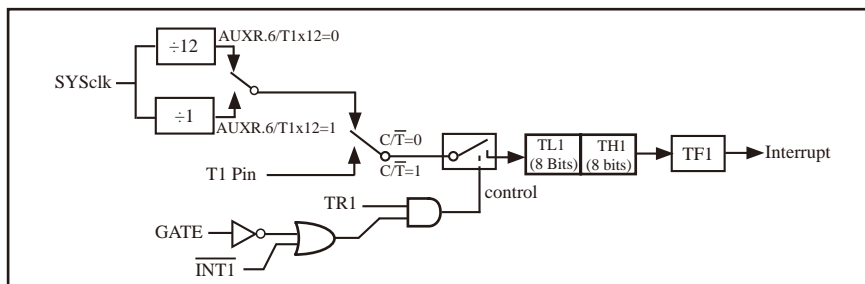 ÷12
AUXR.6/T1x12=0
SYSclk
÷1
AUXR.6/T1x12=1
C/T̅=0
C/T̅=1
T1 Pin
TL1
(8 Bits)
TH1
(8 bits)
TF1
Interrupt
control
TR1
GATE
I̅N̅T̅1̅